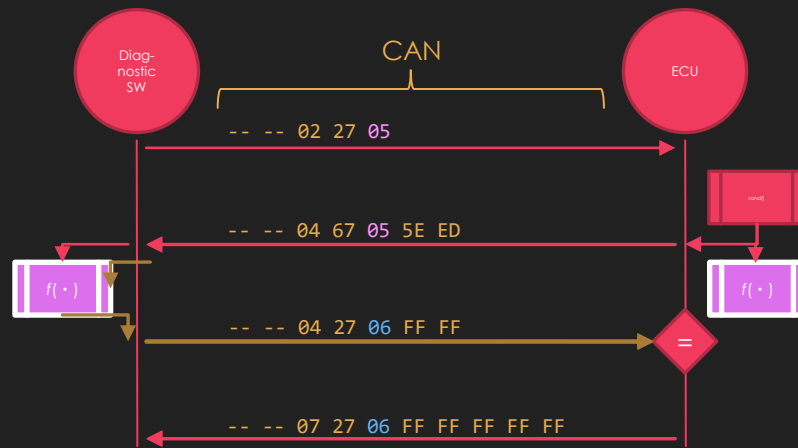 Diag-
nostic
SW
CAN
ECU
-- -- 02 27 05
rand()
-- -- 04 67 05 5E ED
f(·)
f(·)
-- -- 04 27 06 FF FF
=
-- -- 07 27 06 FF FF FF FF FF